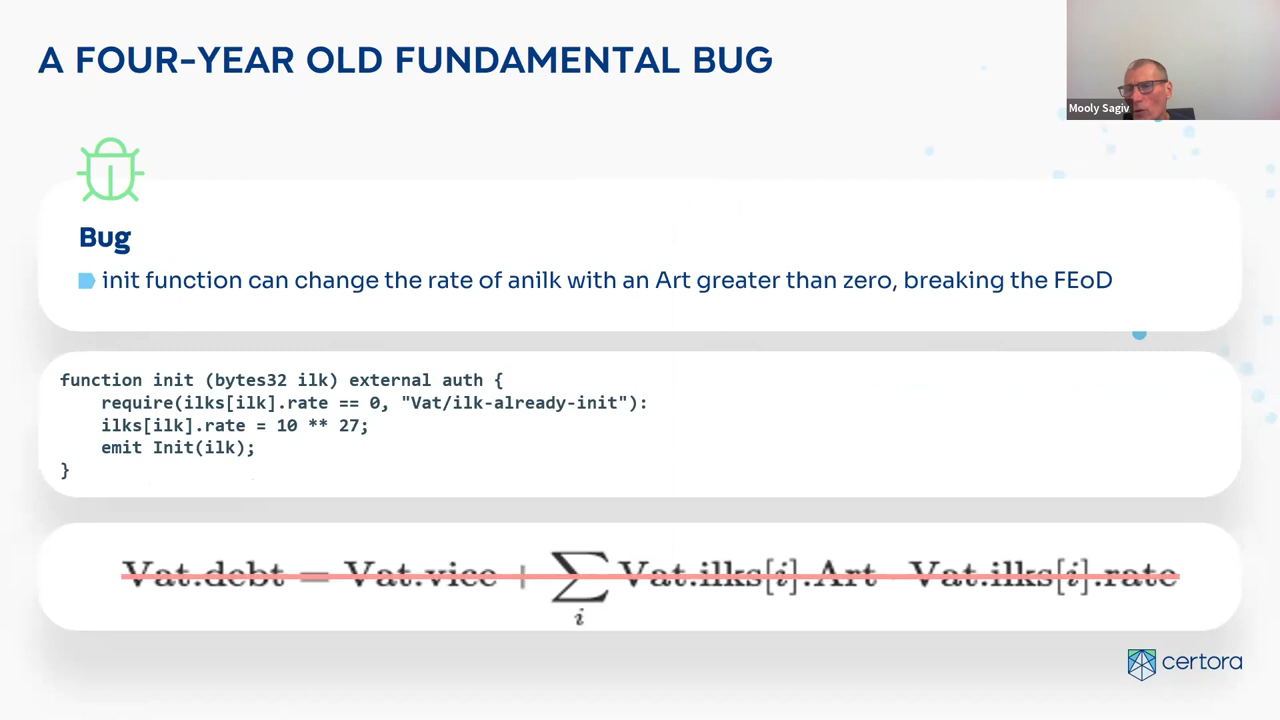 A FOUR-YEAR OLD FUNDAMENTAL BUG
Mooly Sagiv
Bug
init function can change the rate of anilk with an Art greater than zero, breaking the FEoD
function init (bytes32 ilk) external auth {
require(ilks[ilk].rate == 0, "Vat/ilk-already-init"):
ilks[ilk].rate = 10 ** 27;
emit Init(ilk);
}
Vat.debt = Vat.vice + ∑ Vat.ilks[i].Art Vat.ilks[i].rate
i
certora